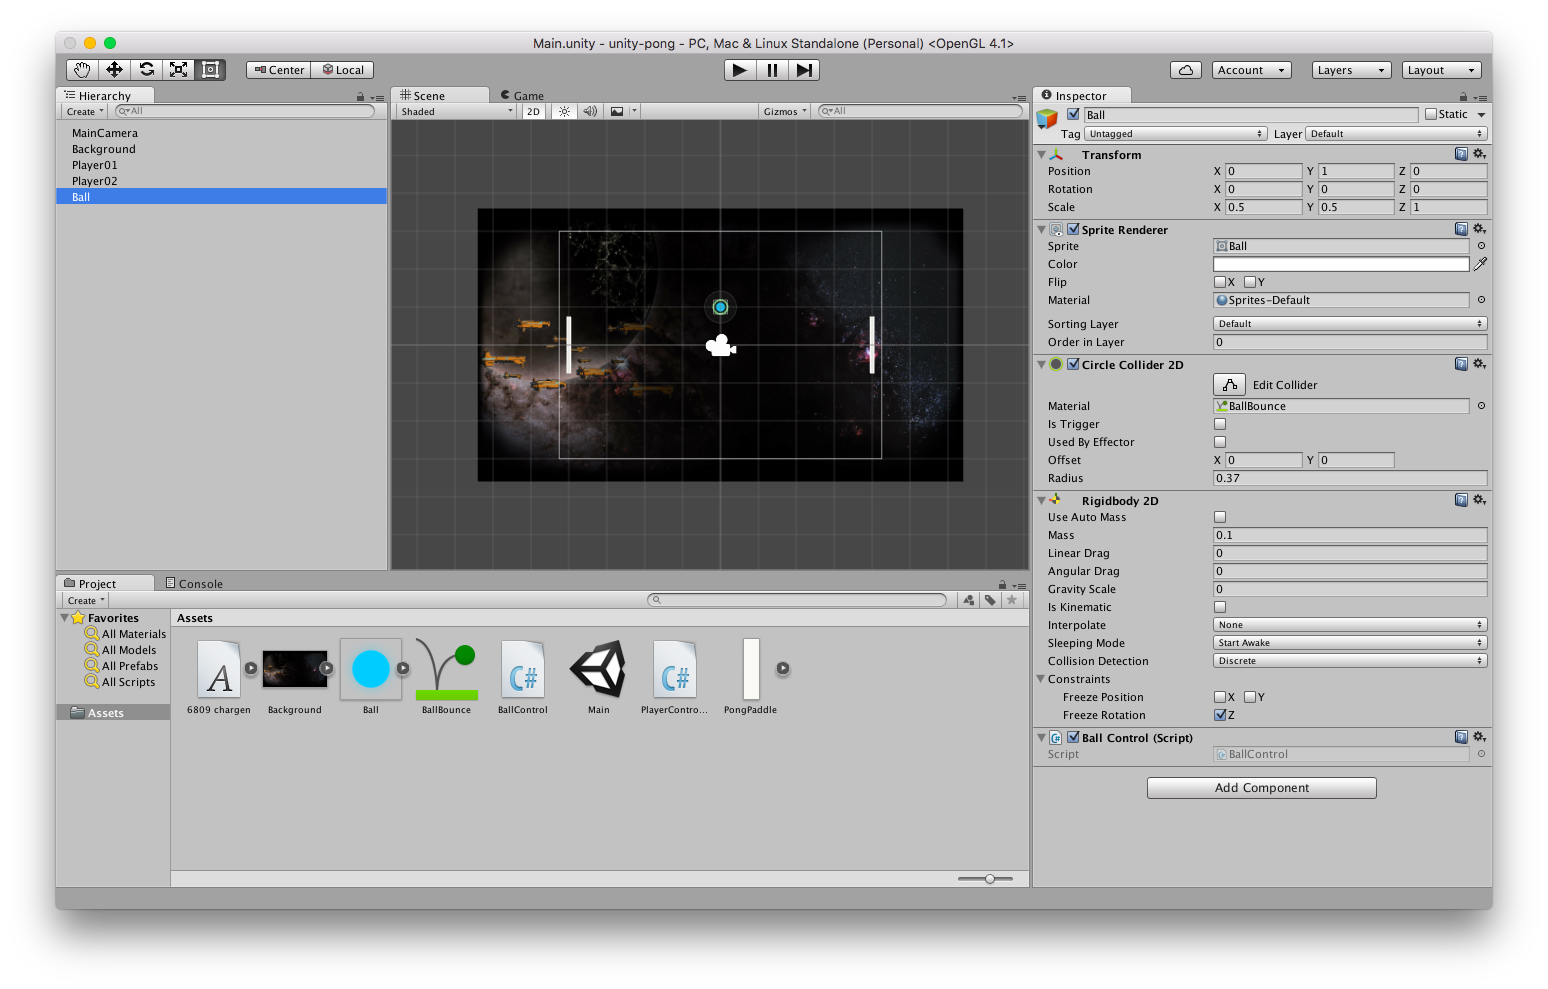 Main.unity - unity-pong - PC, Mac & Linux Standalone (Personal) <OpenGL 4.1>
Center Local Account Layers Layout
Hierarchy
Create All
MainCamera
Background
Player01
Player02
Ball
Scene Game
Shaded 2D Gizmos All
Project Console
Create
Favorites
All Materials
All Models
All Prefabs
All Scripts
Assets
Assets
6809 chargen Background Ball BallBounce BallControl Main PlayerContro... PongPaddle
Inspector
Ball Static
Tag Untagged Layer Default
Transform
Position X 0 Y 1 Z 0
Rotation X 0 Y 0 Z 0
Scale X 0.5 Y 0.5 Z 1
Sprite Renderer
Sprite Ball
Color
Flip X Y
Material Sprites-Default
Sorting Layer Default
Order in Layer 0
Circle Collider 2D
Edit Collider
Material BallBounce
Is Trigger
Used By Effector
Offset X 0 Y 0
Radius 0.37
Rigidbody 2D
Use Auto Mass
Mass 0.1
Linear Drag 0
Angular Drag 0
Gravity Scale 0
Is Kinematic
Interpolate None
Sleeping Mode Start Awake
Collision Detection Discrete
Constraints
Freeze Position X Y
Freeze Rotation Z
C# Ball Control (Script)
Script BallControl
Add Component